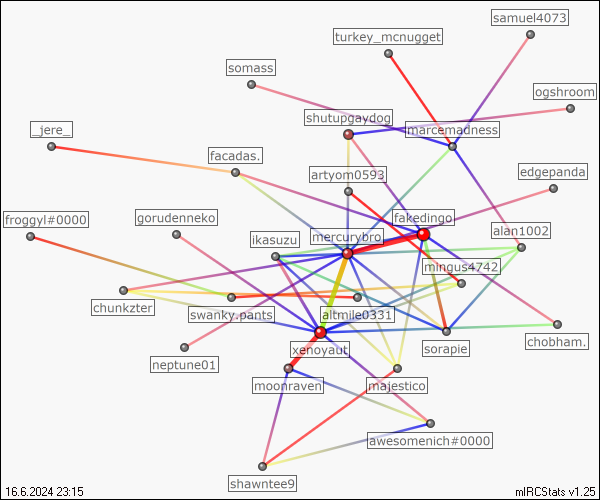 samuel4073
turkey_mcnugget
somass
ogshroom
shutupgaydog
_jere_
marcemadness
facadas.
artyom0593
edgepanda
froggyl#0000
gorudenneko
fakedingo
ikasuzu
mercurybro
alan1002
mingus4742
chunkzter
swanky.pants
altmile0331
chobham.
xenoyaut
sorapie
neptune01
moonraven
majestico
awesomenich#0000
shawntee9
16.6.2024 23:15
mIRCStats v1.25